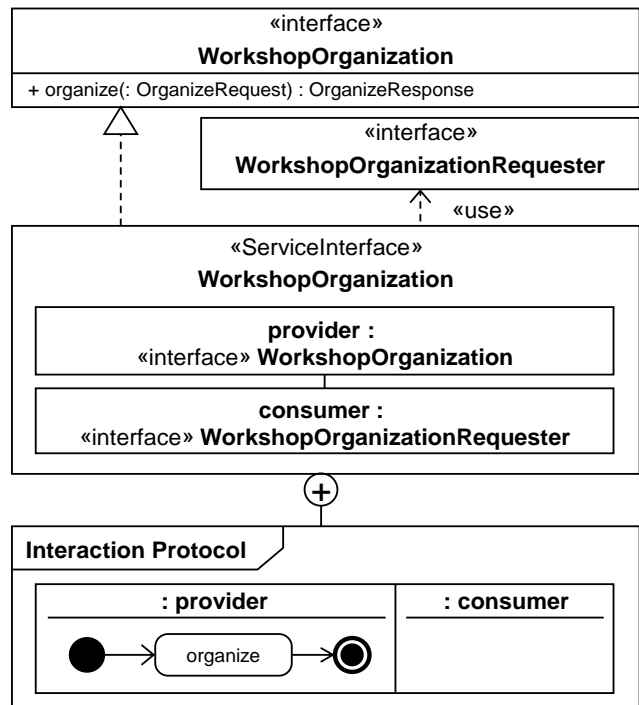 «interface»
WorkshopOrganization
+ organize(: OrganizeRequest) : OrganizeResponse
«interface»
WorkshopOrganizationRequester
«use»
«ServiceInterface»
WorkshopOrganization
provider :
«interface» WorkshopOrganization
consumer :
«interface» WorkshopOrganizationRequester
+
Interaction Protocol
: provider
: consumer
organize